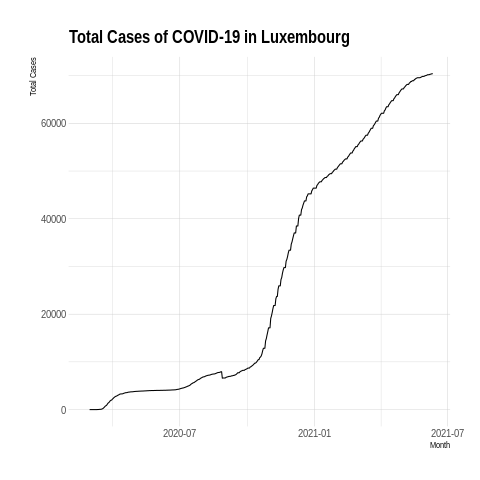 Total Cases of COVID-19 in Luxembourg
Total Cases
60000
40000
20000
0
2020-07
2021-01
2021-07
Month